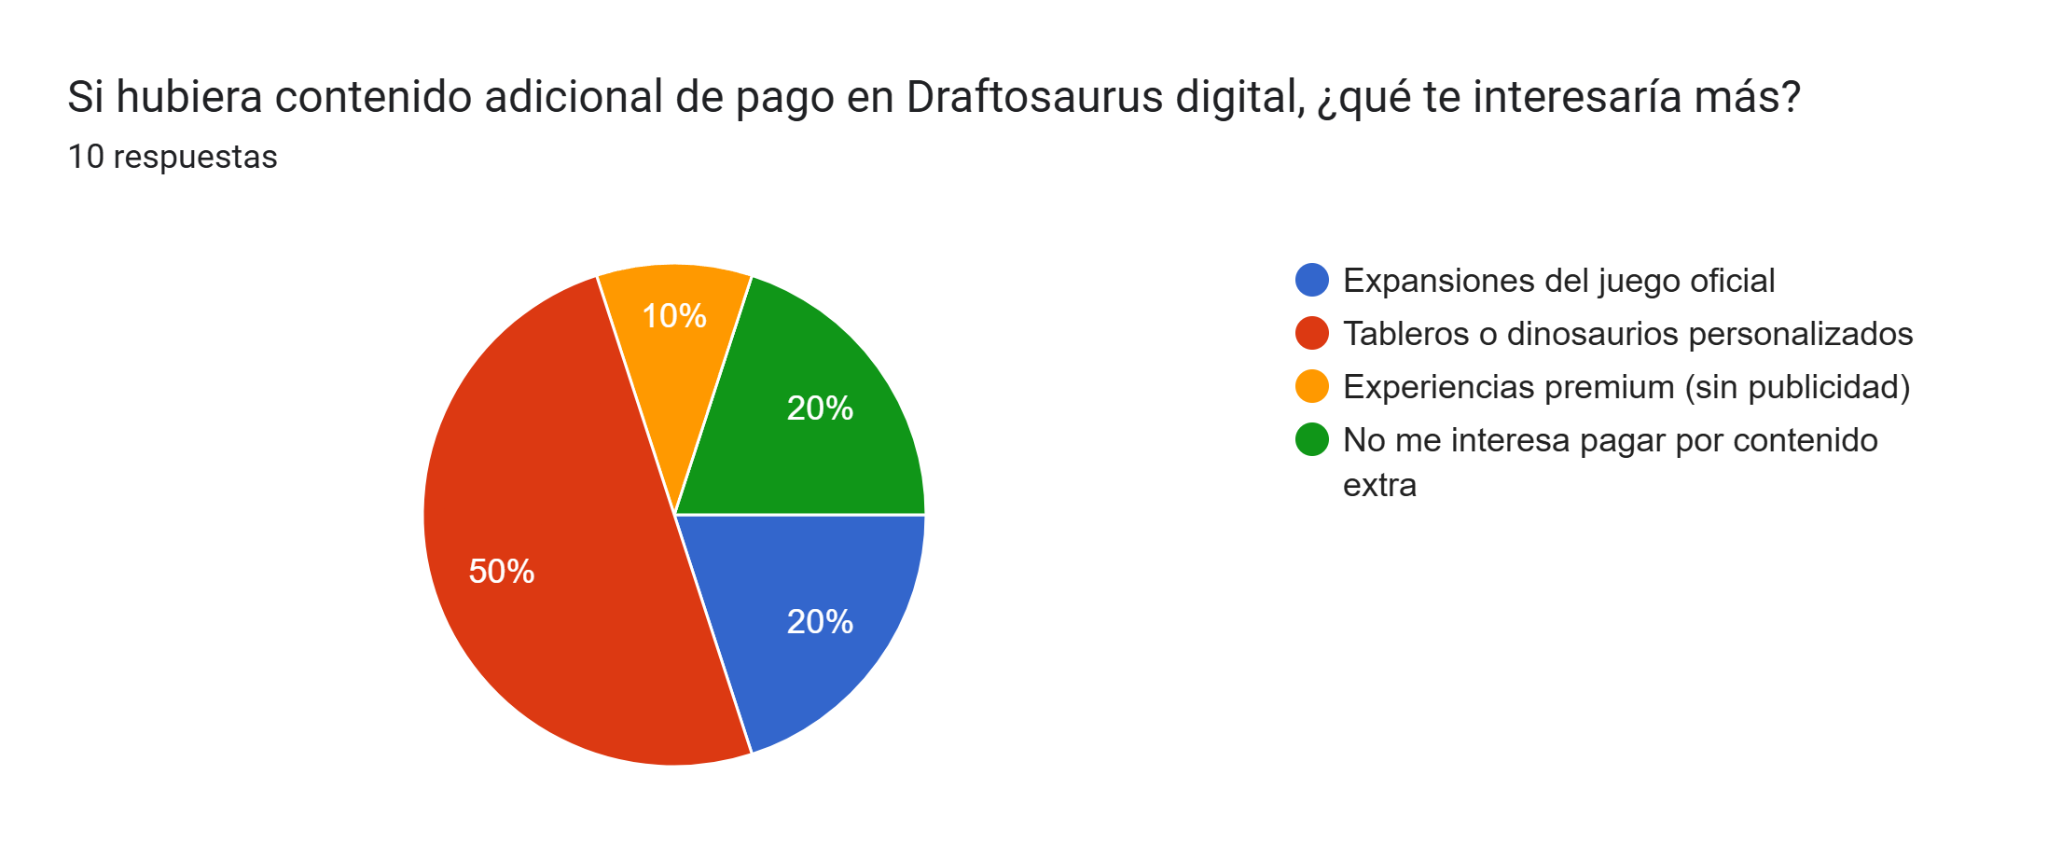 Si hubiera contenido adicional de pago en Draftosaurus digital, ¿qué te interesaría más?
10 respuestas
Expansiones del juego oficial
Tableros o dinosaurios personalizados
Experiencias premium (sin publicidad)
No me interesa pagar por contenido
extra
10%
20%
50%
20%